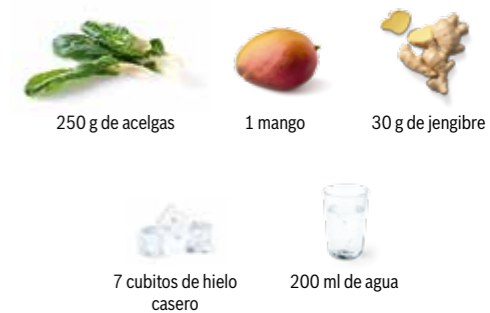 250 g de acelgas
1 mango
30 g de jengibre
7 cubitos de hielo
casero
200 ml de agua